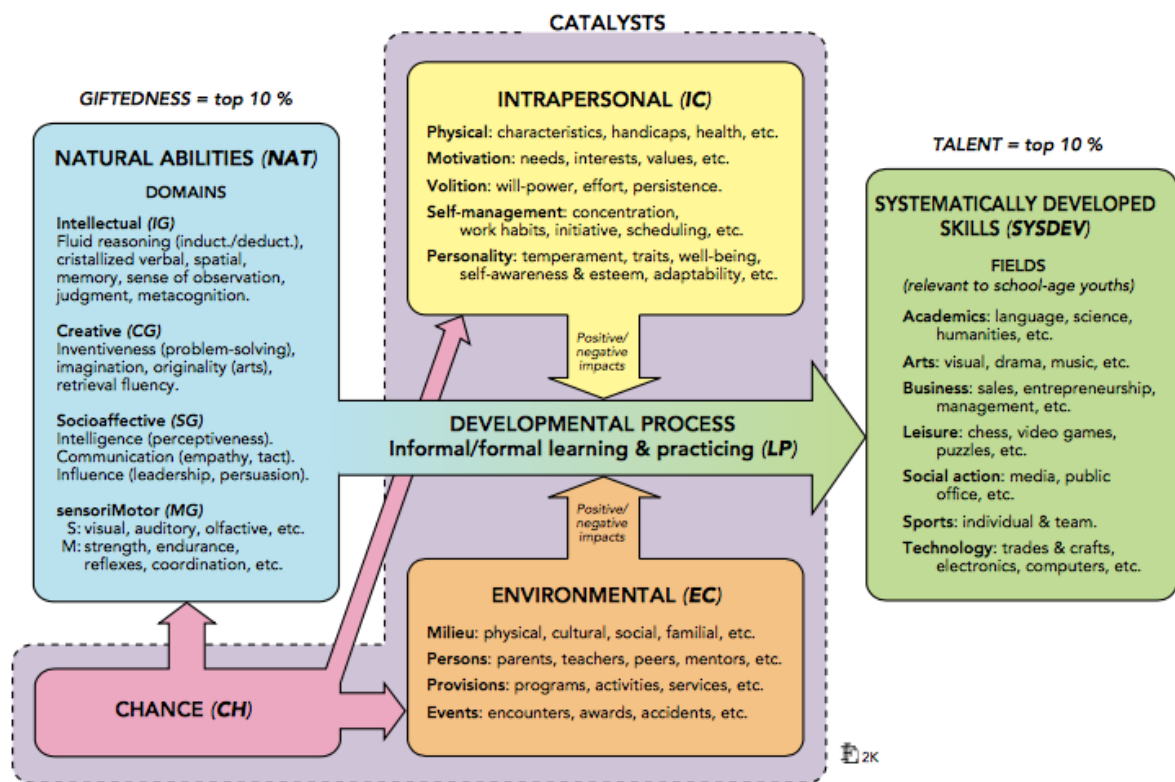 CATALYSTS
GIFTEDNESS = top 10 %
NATURAL ABILITIES (NAT)
DOMAINS
Intellectual (IG)
Fluid reasoning (induct./deduct.),
cristallized verbal, spatial,
memory, sense of observation,
judgment, metacognition.
Creative (CG)
Inventiveness (problem-solving),
imagination, originality (arts),
retrieval fluency.
Socioaffective (SG)
Intelligence (perceptiveness).
Communication (empathy, tact).
Influence (leadership, persuasion).
sensoriMotor (MG)
S: visual, auditory, olfactive, etc.
M: strength, endurance,
reflexes, coordination, etc.
INTRAPERSONAL (IC)
Physical: characteristics, handicaps, health, etc.
Motivation: needs, interests, values, etc.
Volition: will-power, effort, persistence.
Self-management: concentration,
work habits, initiative, scheduling, etc.
Personality: temperament, traits, well-being,
self-awareness & esteem, adaptability, etc.
Positive/
negative
impacts
DEVELOPMENTAL PROCESS
Informal/formal learning & practicing (LP)
Positive/
negative
impacts
ENVIRONMENTAL (EC)
Milieu: physical, cultural, social, familial, etc.
Persons: parents, teachers, peers, mentors, etc.
Provisions: programs, activities, services, etc.
Events: encounters, awards, accidents, etc.
CHANCE (CH)
TALENT = top 10 %
SYSTEMATICALLY DEVELOPED
SKILLS (SYSDEV)
FIELDS
(relevant to school-age youths)
Academics: language, science,
humanities, etc.
Arts: visual, drama, music, etc.
Business: sales, entrepreneurship,
management, etc.
Leisure: chess, video games,
puzzles, etc.
Social action: media, public
office, etc.
Sports: individual & team.
Technology: trades & crafts,
electronics, computers, etc.
2K